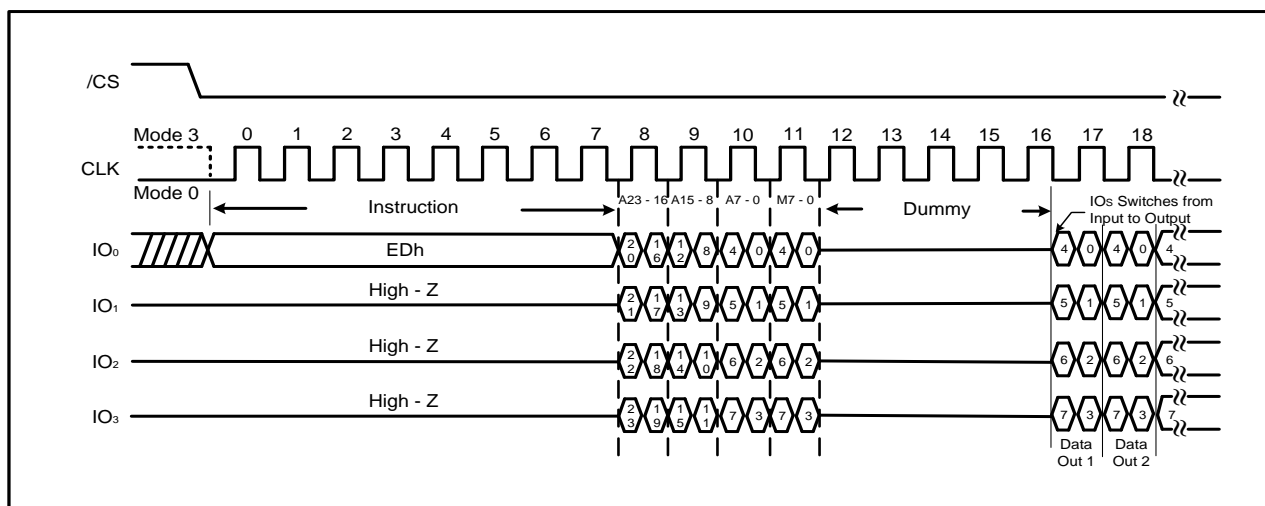 /CS
Mode 3 0 1 2 3 4 5 6 7 8 9 10 11 12 13 14 15 16 17 18
CLK
Mode 0
Instruction
A23 - 16 A15 - 8 A7 - 0 M7 - 0
Dummy
IOs Switches from
Input to Output
IO₀ EDh 20 16 12 8 4 0 4 0 4 0 4 0 4
High - Z
IO₁ 21 17 13 9 5 1 5 1 5 1 5 1 5
High - Z
IO₂ 22 18 14 10 6 2 6 2 6 2 6 2 6
High - Z
IO₃ 23 19 15 11 7 3 7 3 7 3 7 3 7
Data Data
Out 1 Out 2